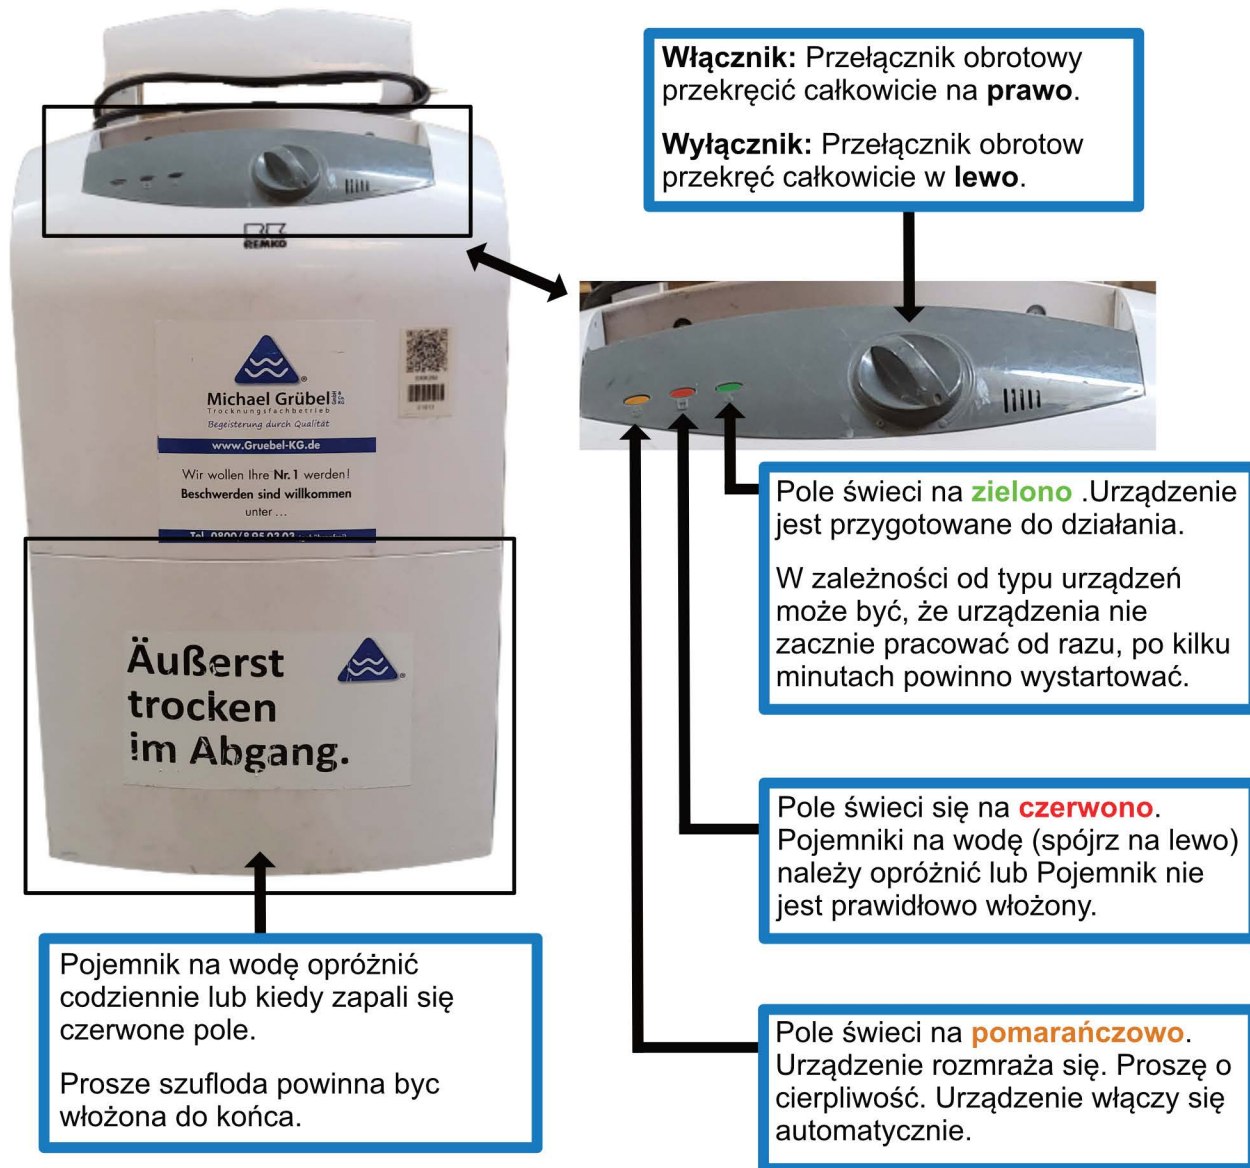 Włącznik: Przełącznik obrotowy
przekręcić całkowicie na prawo.
Wyłącznik: Przełącznik obrotow
przekręć całkowicie w lewo.
REMKO
Michael Grübel
Trocknungsfachbetrieb
Begeisterung durch Qualität
www.Gruebel-KG.de
Wir wollen Ihre Nr. 1 werden!
Beschwerden sind willkommen
unter ...
Tel. 0800/8 95 03 03
Äußerst
trocken
im Abgang.
Pole świeci na zielono .Urządzenie
jest przygotowane do działania.
W zależności od typu urządzeń
może być, że urządzenia nie
zacznie pracować od razu, po kilku
minutach powinno wystartować.
Pole świeci się na czerwono.
Pojemniki na wodę (spójrz na lewo)
należy opróżnić lub Pojemnik nie
jest prawidłowo włożony.
Pojemnik na wodę opróżnić
codziennie lub kiedy zapali się
czerwone pole.
Prosze szufloda powinna byc
włożona do końca.
Pole świeci na pomarańczowo.
Urządzenie rozmraża się. Proszę o
cierpliwość. Urządzenie włączy się
automatycznie.